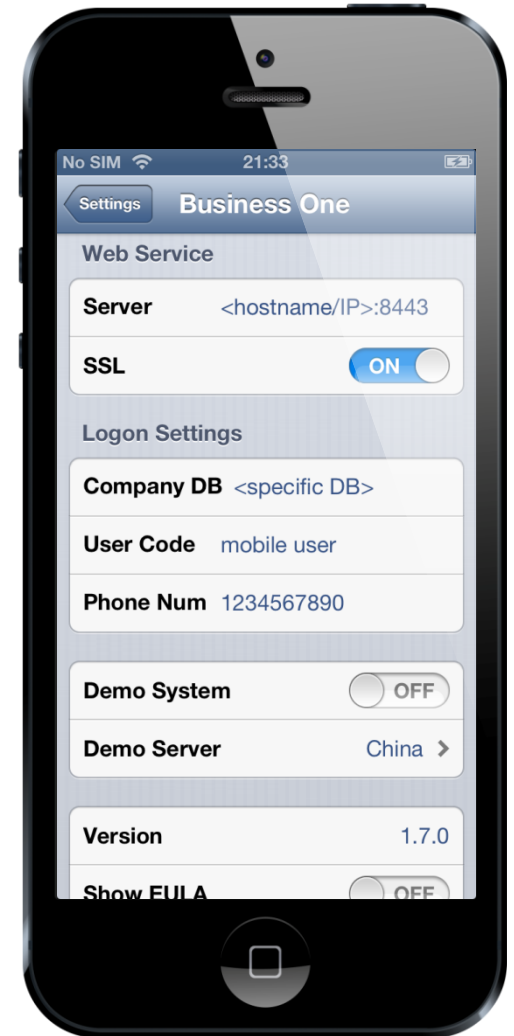 No SIM 21:33
Settings Business One
Web Service
Server <hostname/IP>:8443
SSL ON
Logon Settings
Company DB <specific DB>
User Code mobile user
Phone Num 1234567890
Demo System OFF
Demo Server China
Version 1.7.0
Show EULA OFF